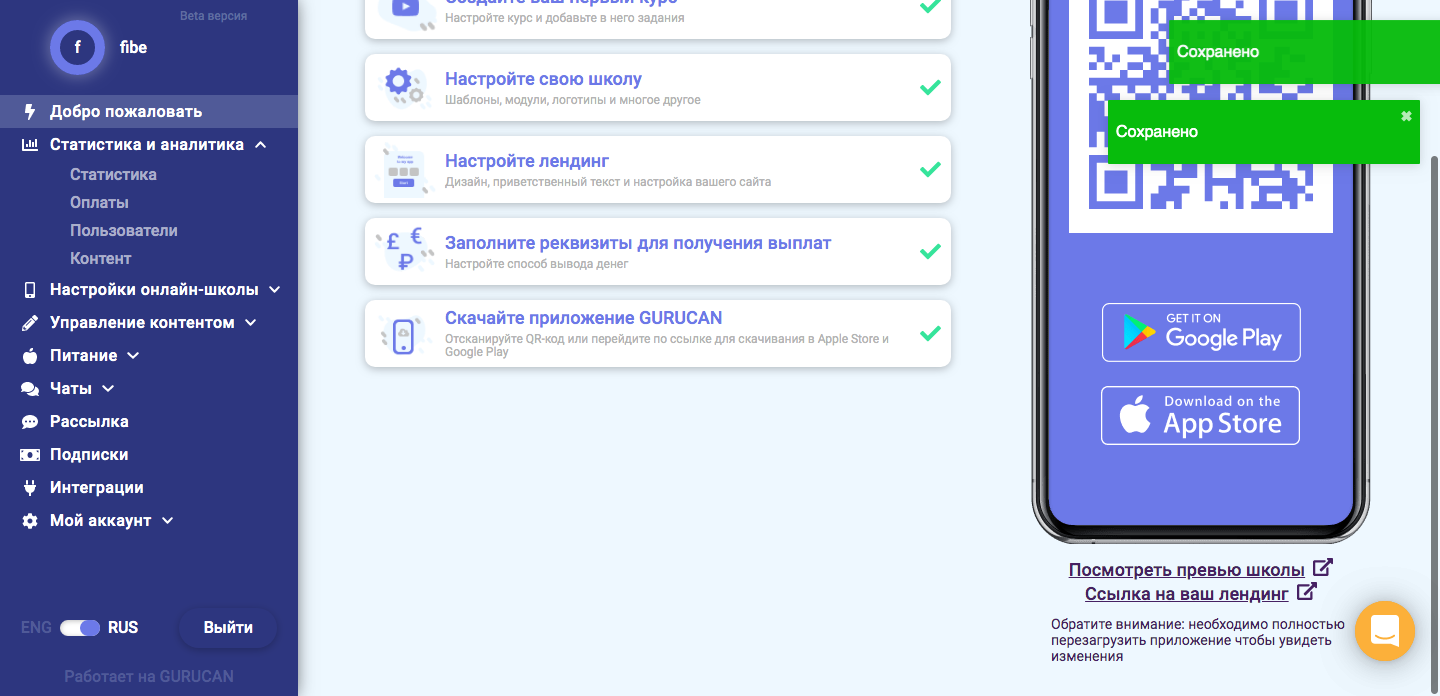 Beta версия
f
fibe
Добро пожаловать
Статистика и аналитика
Статистика
Оплаты
Пользователи
Контент
Настройки онлайн-школы
Управление контентом
Питание
Чаты
Рассылка
Подписки
Интеграции
Мой аккаунт
ENG
RUS
Выйти
Работает на GURUCAN
Создайте ваш первый курс
Настройте курс и добавьте в него задания
Настройте свою школу
Шаблоны, модули, логотипы и многое другое
Настройте лендинг
Дизайн, приветственный текст и настройка вашего сайта
Заполните реквизиты для получения выплат
Настройте способ вывода денег
Скачайте приложение GURUCAN
Отсканируйте QR-код или перейдите по ссылке для скачивания в Apple Store и
Google Play
Сохранено
Сохранено
GET IT ON
Google Play
Download on the
App Store
Посмотреть превью школы
Ссылка на ваш лендинг
Обратите внимание: необходимо полностью
перезагрузить приложение чтобы увидеть
изменения